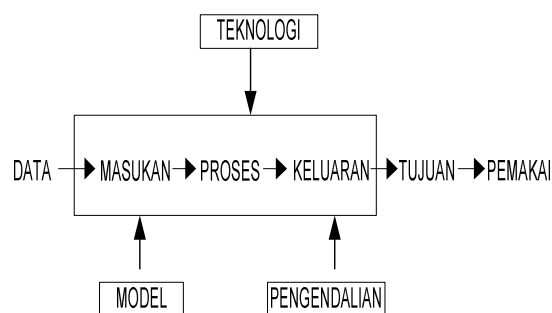 TEKNOLOGI
DATA MASUKAN PROSES KELUARAN TUJUAN PEMAKAI
MODEL PENGENDALIAN